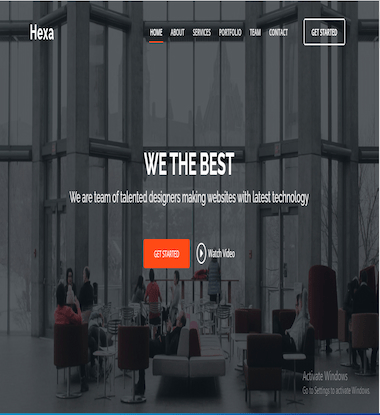 Hexa
HOME ABOUT SERVICES PORTFOLIO TEAM CONTACT GET STARTED
WE THE BEST
We are team of talented designers making websites with latest technology
GET STARTED Watch Video
Activate Windows
Go to Settings to activate Windows.